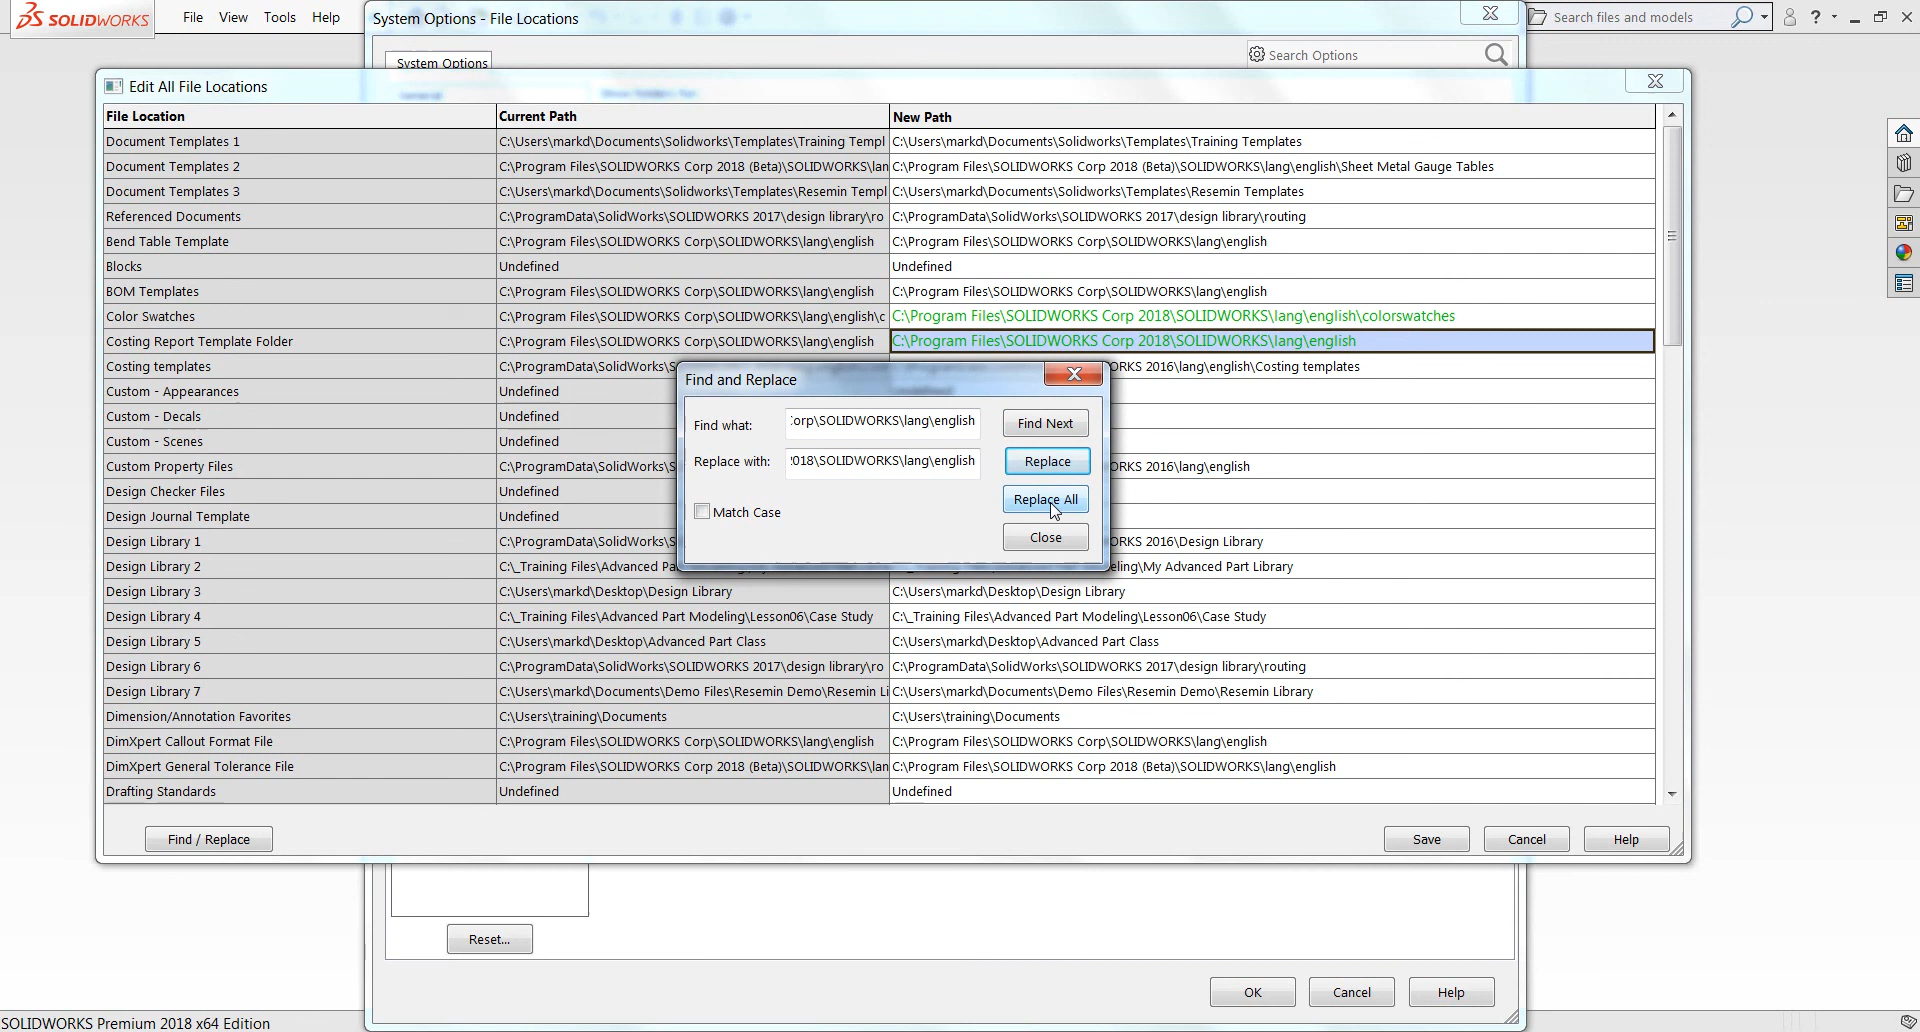 SOLIDWORKS File View Tools Help
System Options - File Locations
Search files and models
?
System Options
Search Options
Edit All File Locations
File Location Current Path New Path
Document Templates 1 C:\Users\markd\Documents\Solidworks\Templates\Training Templ C:\Users\markd\Documents\Solidworks\Templates\Training Templates
Document Templates 2 C:\Program Files\SOLIDWORKS Corp 2018 (Beta)\SOLIDWORKS\lan C:\Program Files\SOLIDWORKS Corp 2018 (Beta)\SOLIDWORKS\lang\english\Sheet Metal Gauge Tables
Document Templates 3 C:\Users\markd\Documents\Solidworks\Templates\Resemin Templ C:\Users\markd\Documents\Solidworks\Templates\Resemin Templates
Referenced Documents C:\ProgramData\SolidWorks\SOLIDWORKS 2017\design library\ro C:\ProgramData\SolidWorks\SOLIDWORKS 2017\design library\routing
Bend Table Template C:\Program Files\SOLIDWORKS Corp\SOLIDWORKS\lang\english C:\Program Files\SOLIDWORKS Corp\SOLIDWORKS\lang\english
Blocks Undefined Undefined
BOM Templates C:\Program Files\SOLIDWORKS Corp\SOLIDWORKS\lang\english C:\Program Files\SOLIDWORKS Corp\SOLIDWORKS\lang\english
Color Swatches C:\Program Files\SOLIDWORKS Corp\SOLIDWORKS\lang\english\c C:\Program Files\SOLIDWORKS Corp 2018\SOLIDWORKS\lang\english\colorswatches
Costing Report Template Folder C:\Program Files\SOLIDWORKS Corp\SOLIDWORKS\lang\english C:\Program Files\SOLIDWORKS Corp 2018\SOLIDWORKS\lang\english
Costing templates C:\ProgramData\SolidWorks\S ORKS 2016\lang\english\Costing templates
Custom - Appearances Undefined
Custom - Decals Undefined
Custom - Scenes Undefined
Custom Property Files C:\ProgramData\SolidWorks\S ORKS 2016\lang\english
Design Checker Files Undefined
Design Journal Template Undefined
Design Library 1 C:\ProgramData\SolidWorks\S ORKS 2016\Design Library
Design Library 2 C:\_Training Files\Advanced Pa eling\My Advanced Part Library
Design Library 3 C:\Users\markd\Desktop\Design Library C:\Users\markd\Desktop\Design Library
Design Library 4 C:\_Training Files\Advanced Part Modeling\Lesson06\Case Study C:\_Training Files\Advanced Part Modeling\Lesson06\Case Study
Design Library 5 C:\Users\markd\Desktop\Advanced Part Class C:\Users\markd\Desktop\Advanced Part Class
Design Library 6 C:\ProgramData\SolidWorks\SOLIDWORKS 2017\design library\ro C:\ProgramData\SolidWorks\SOLIDWORKS 2017\design library\routing
Design Library 7 C:\Users\markd\Documents\Demo Files\Resemin Demo\Resemin Li C:\Users\markd\Documents\Demo Files\Resemin Demo\Resemin Library
Dimension/Annotation Favorites C:\Users\training\Documents C:\Users\training\Documents
DimXpert Callout Format File C:\Program Files\SOLIDWORKS Corp\SOLIDWORKS\lang\english C:\Program Files\SOLIDWORKS Corp\SOLIDWORKS\lang\english
DimXpert General Tolerance File C:\Program Files\SOLIDWORKS Corp 2018 (Beta)\SOLIDWORKS\lan C:\Program Files\SOLIDWORKS Corp 2018 (Beta)\SOLIDWORKS\lang\english
Drafting Standards Undefined Undefined
Find and Replace
Find what: Corp\SOLIDWORKS\lang\english Find Next
Replace with: 2018\SOLIDWORKS\lang\english Replace
Replace All
Match Case
Close
Find / Replace Save Cancel Help
Reset...
OK Cancel Help
SOLIDWORKS Premium 2018 x64 Edition